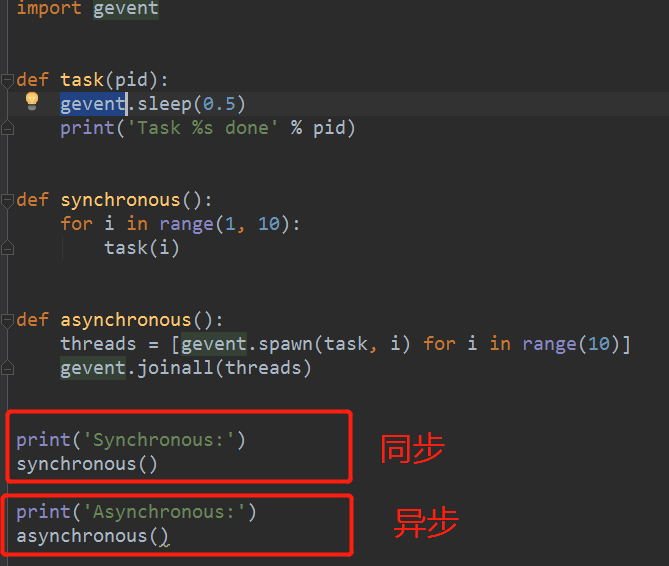 import gevent
def task(pid):
    gevent.sleep(0.5)
    print('Task %s done' % pid)
def synchronous():
    for i in range(1, 10):
        task(i)
def asynchronous():
    threads = [gevent.spawn(task, i) for i in range(10)]
    gevent.joinall(threads)
print('Synchronous:')
synchronous()
同步
print('Asynchronous:')
asynchronous()
异步